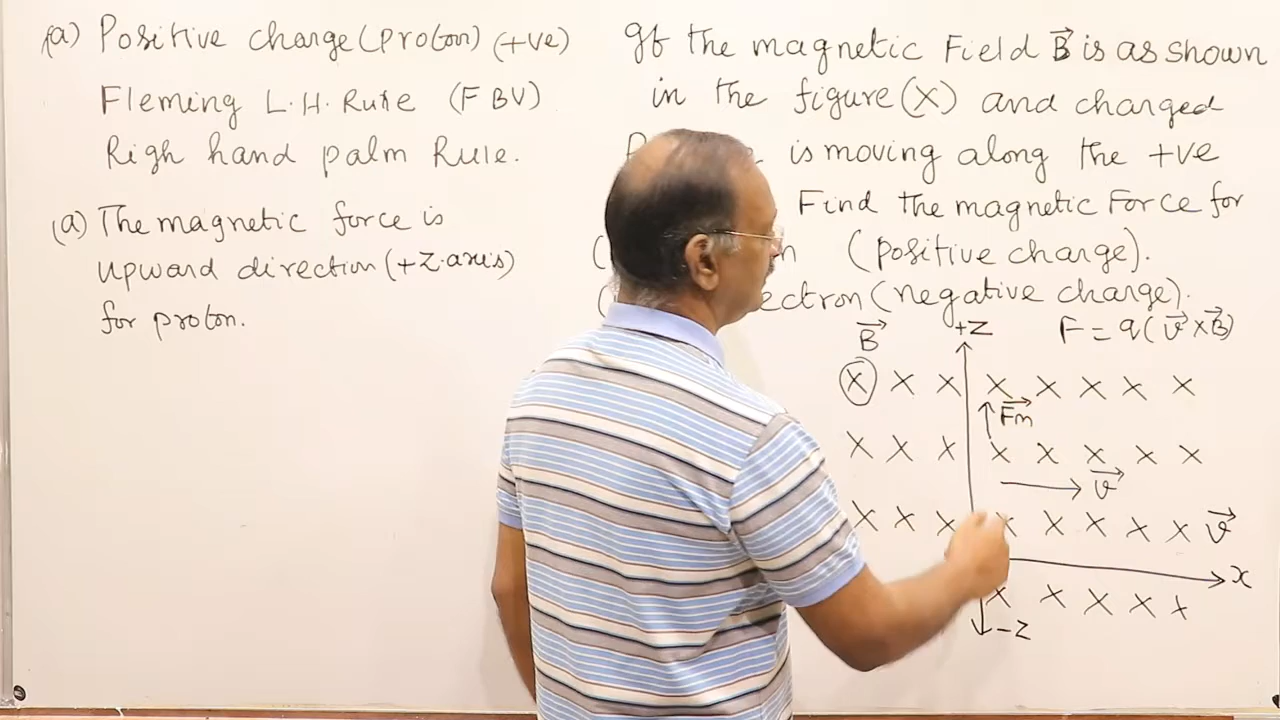 (a) Positive charge (proton) (+ve)
Fleming L.H. Rule (F BV)
Righ hand palm Rule.
(a) The magnetic force is
upward direction (+Z.axis)
for proton.
If the magnetic Field B⃗ is as shown
in the figure (X) and charged
is moving along the +ve
Find the magnetic Force for
(positive charge).
(negative charge).
B⃗ +Z F = q(v⃗ × B⃗)
X X X X X X X X
F⃗m
X X X X X X X X
v⃗
X X X X X X X X v⃗
x
X X X X X
-Z